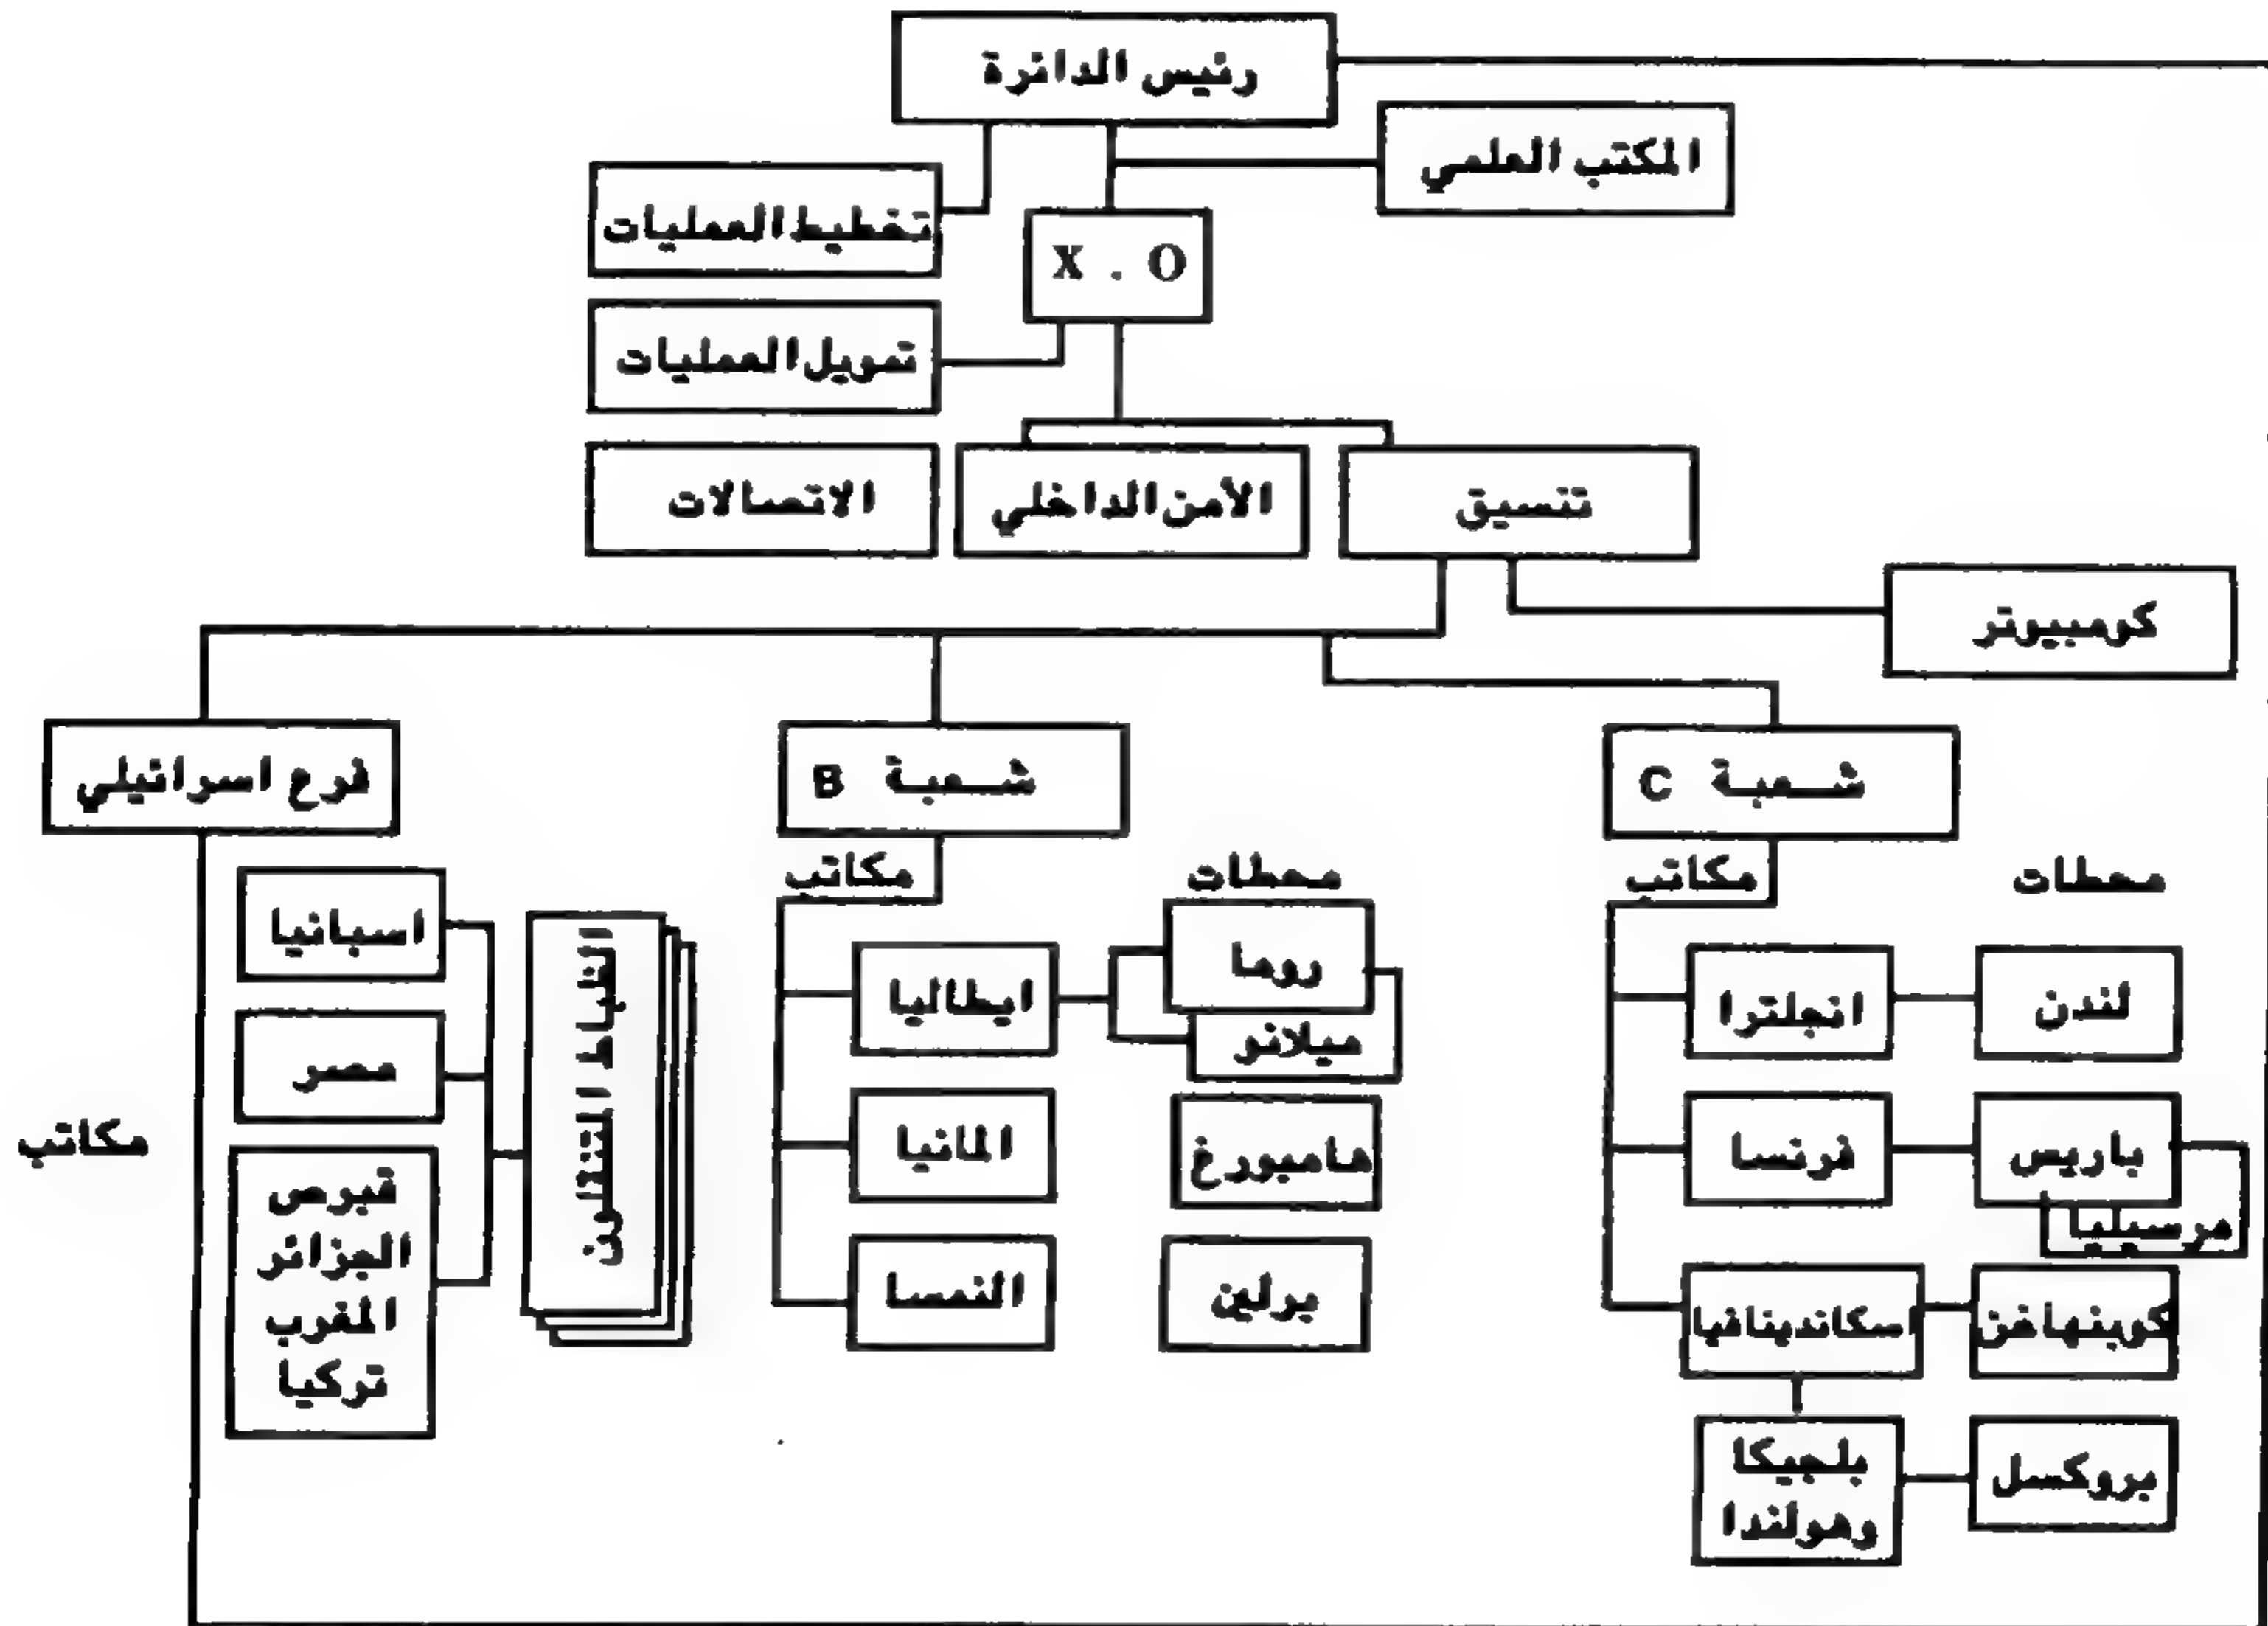 رئيس الدائرة
المكتب العلمي
تخطيط العمليات
X . O
تمويل العمليات
تنسيق
الأمن الداخلي
الاتصالات
كومبيوتر
شعبة C
شعبة B
فرع اسرائيلي
محطات
مكاتب
محطات
مكاتب
لندن
انجلترا
باريس
مرسيليا
فرنسا
كوبنهاغن
اسكاندينافيا
بروكسل
بلجيكا
وهولندا
روما
ميلانو
ايطاليا
هامبورغ
المانيا
برلين
النمسا
الضباط المتنقلون
اسبانيا
مصر
قبرص
الجزائر
المغرب
تركيا
مكاتب